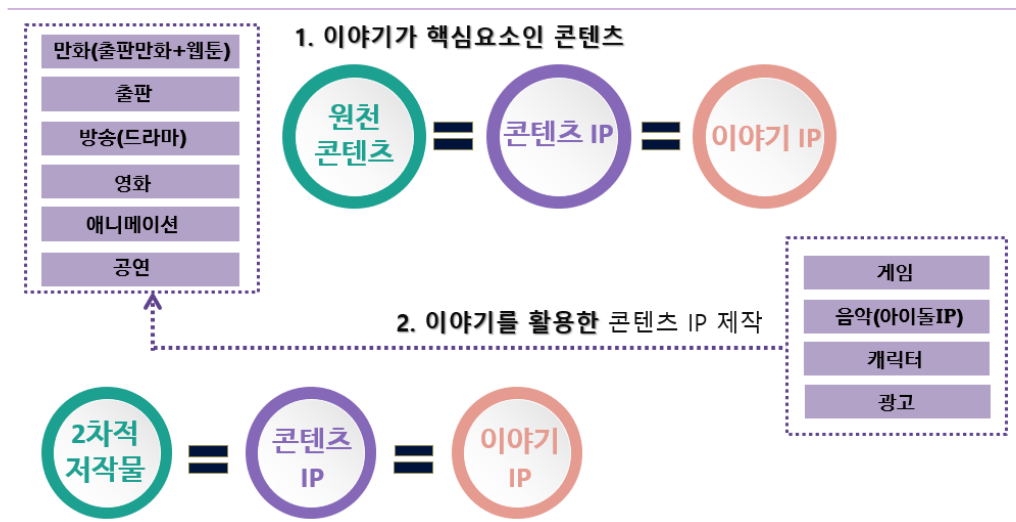 만화(출판만화+웹툰)
출판
방송(드라마)
영화
애니메이션
공연
1. 이야기가 핵심요소인 콘텐츠
원천
콘텐츠
콘텐츠 IP
이야기 IP
게임
음악(아이돌IP)
캐릭터
광고
2. 이야기를 활용한 콘텐츠 IP 제작
2차적
저작물
콘텐츠
IP
이야기
IP